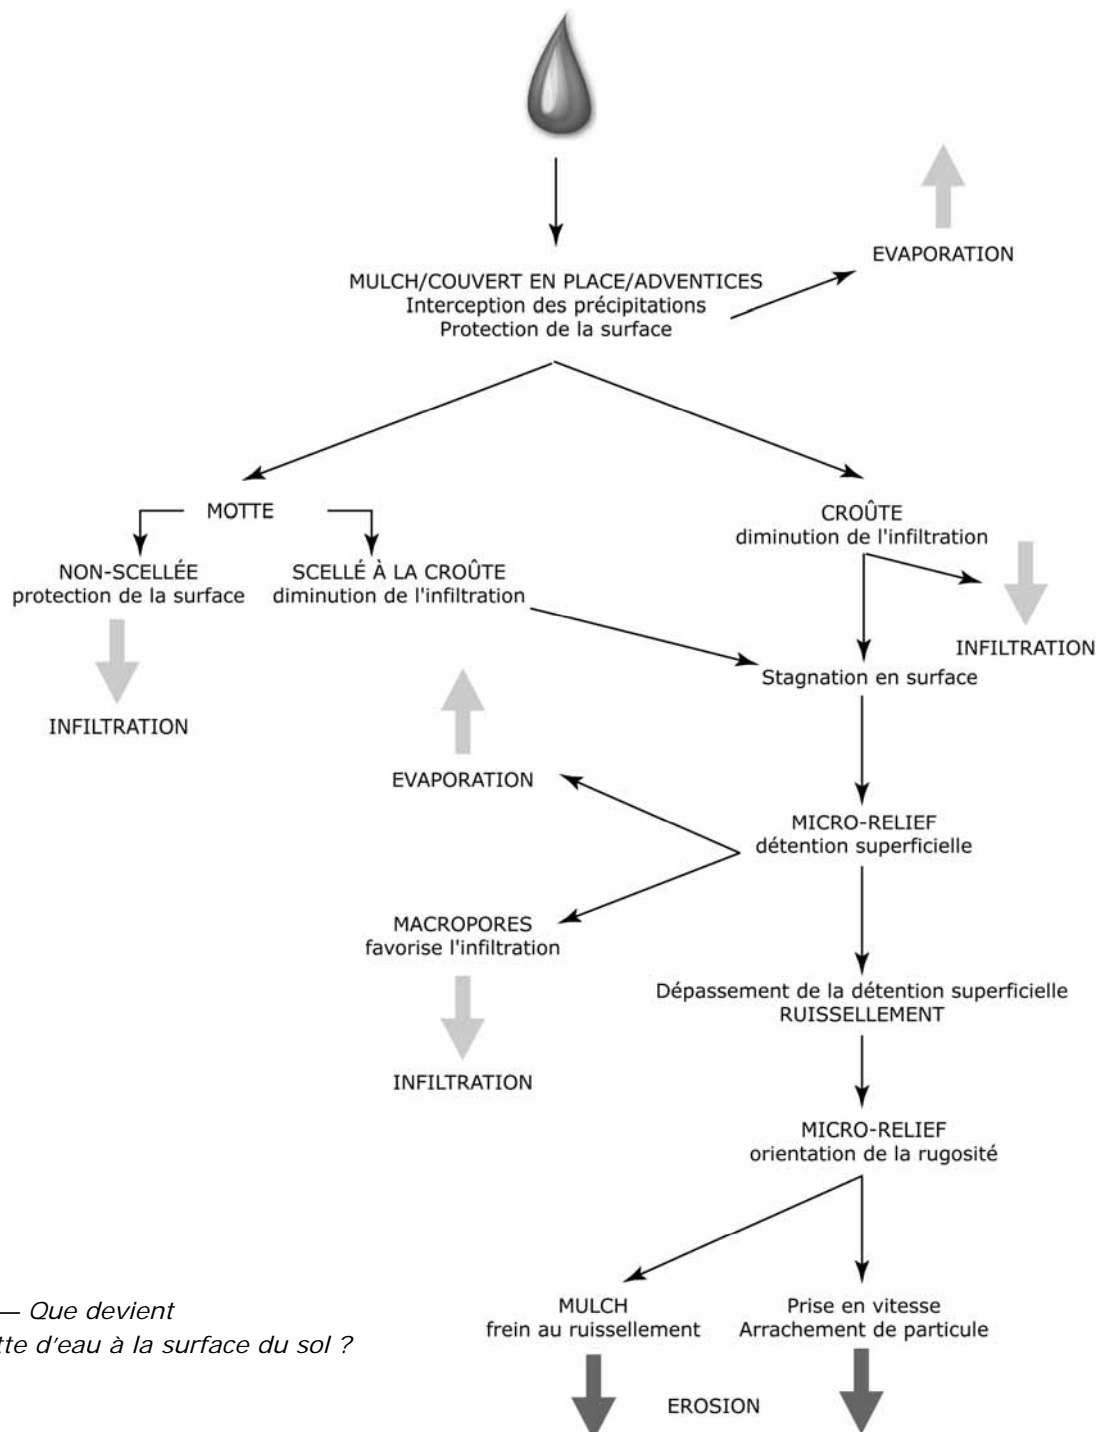 EVAPORATION
MULCH/COUVERT EN PLACE/ADVENTICES
Interception des précipitations
Protection de la surface
MOTTE
CROÛTE
diminution de l'infiltration
NON-SCELLÉE
protection de la surface
SCELLÉ À LA CROÛTE
diminution de l'infiltration
INFILTRATION
Stagnation en surface
INFILTRATION
EVAPORATION
MICRO-RELIEF
détention superficielle
MACROPORES
favorise l'infiltration
Dépassement de la détention superficielle
RUISSELLEMENT
INFILTRATION
MICRO-RELIEF
orientation de la rugosité
MULCH
frein au ruissellement
Prise en vitesse
Arrachement de particule
— Que devient
tte d'eau à la surface du sol ?
EROSION